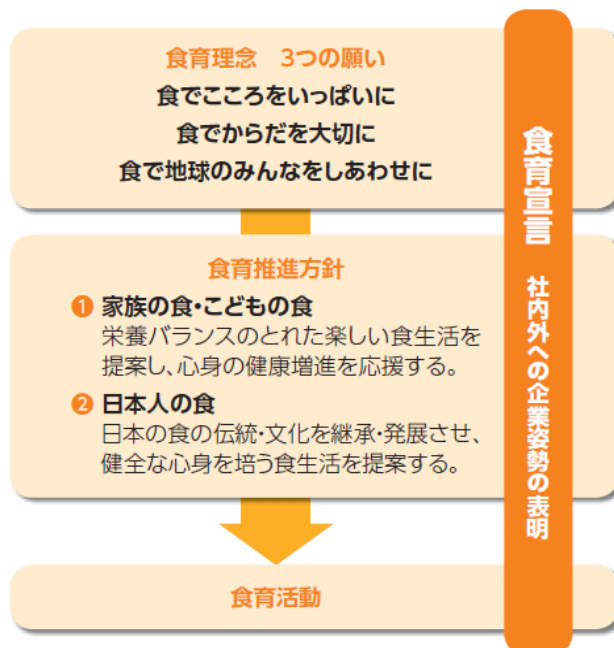 食育理念　3つの願い
食でこころをいっぱいに
食でからだを大切に
食で地球のみんなをしあわせに
食育推進方針
❶ 家族の食・こどもの食
栄養バランスのとれた楽しい食生活を
提案し、心身の健康増進を応援する。
❷ 日本人の食
日本の食の伝統・文化を継承・発展させ、
健全な心身を培う食生活を提案する。
食育活動
食育宣言　社内外への企業姿勢の表明